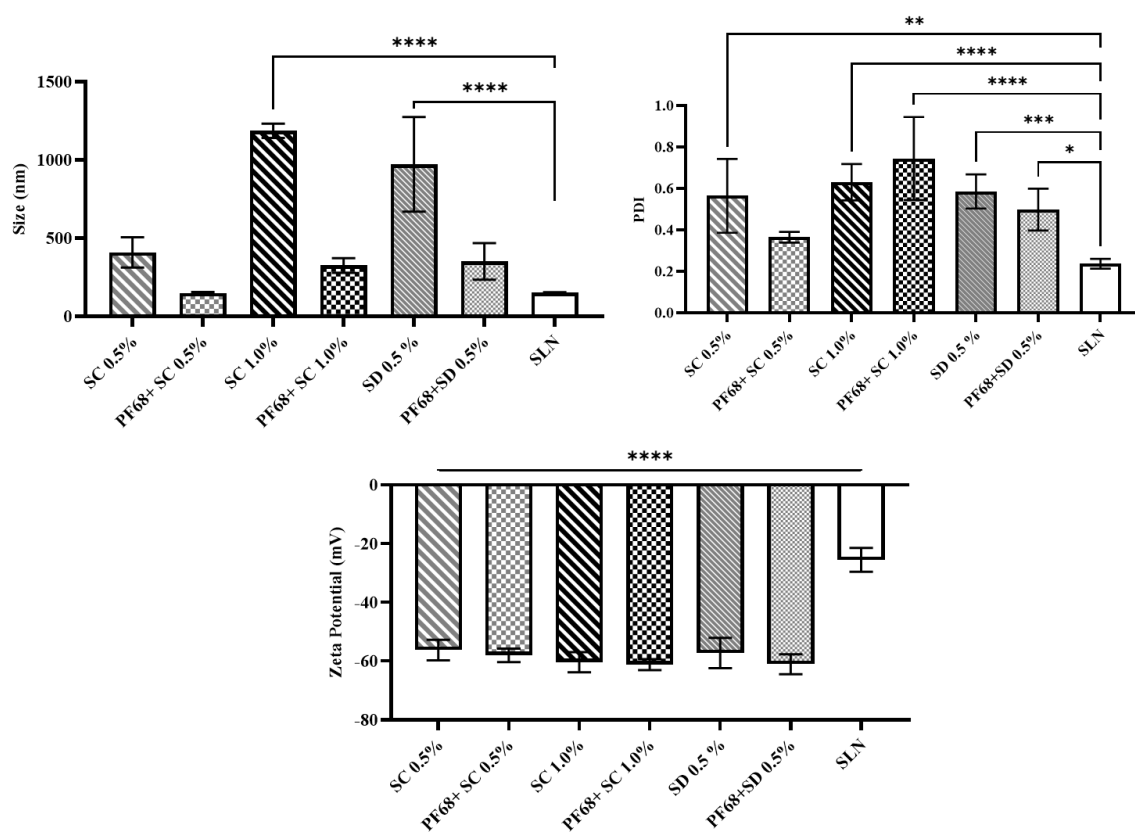 ****
****
Size (nm)
1500
1000
500
0
SC 0.5%
PF68+ SC 0.5%
SC 1.0%
PF68+ SC 1.0%
SD 0.5 %
PF68+SD 0.5%
SLN
**
****
****
***
*
PDI
1.0
0.8
0.6
0.4
0.2
0.0
SC 0.5%
PF68+ SC 0.5%
SC 1.0%
PF68+ SC 1.0%
SD 0.5 %
PF68+SD 0.5%
SLN
****
Zeta Potential (mV)
0
-20
-40
-60
-80
SC 0.5%
PF68+ SC 0.5%
SC 1.0%
PF68+ SC 1.0%
SD 0.5 %
PF68+SD 0.5%
SLN